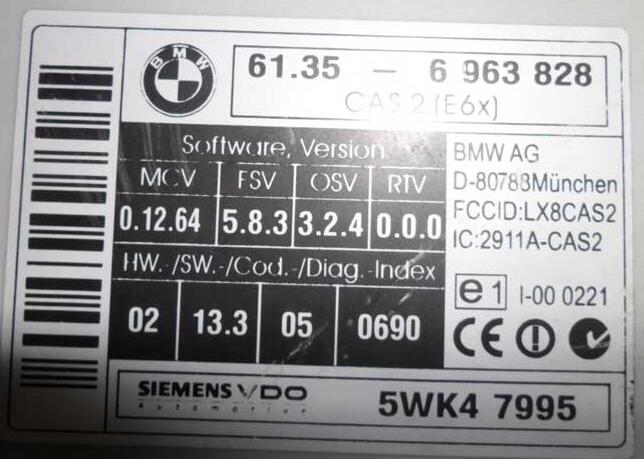 BMW
61.35 – 6 963 828
CAS 2 (E6x)
Software, Version
MCV FSV OSV RTV
0.12.64 5.8.3 3.2.4 0.0.0
HW.-/SW.-/Cod.-/Diag.-Index
02 13.3 05 0690
BMW AG
D-80788München
FCCID:LX8CAS2
IC:2911A-CAS2
e1 I-00 0221
CE
SIEMENS VDO
Automotive
5WK4 7995